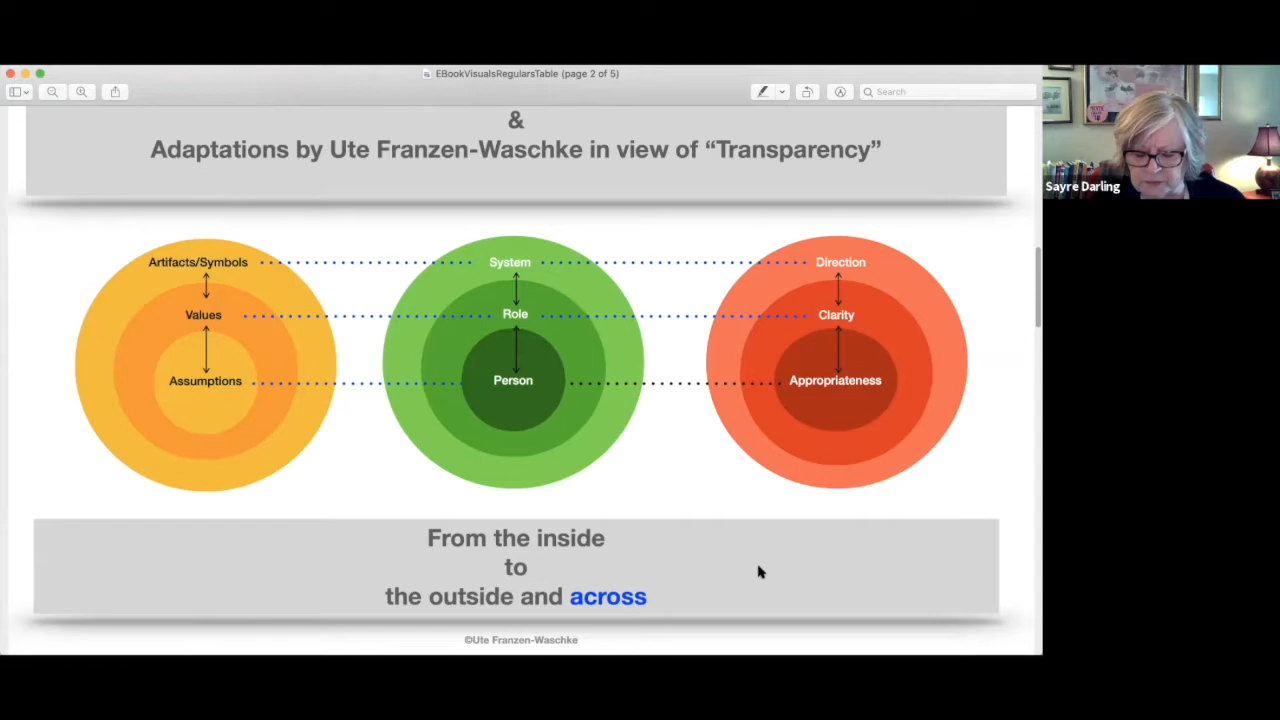 EBookVisualsRegularsTable (page 2 of 5)
Search
&
Adaptations by Ute Franzen-Waschke in view of “Transparency”
Artifacts/Symbols
System
Direction
Values
Role
Clarity
Assumptions
Person
Appropriateness
From the inside
to
the outside and across
©Ute Franzen-Waschke
Sayre Darling